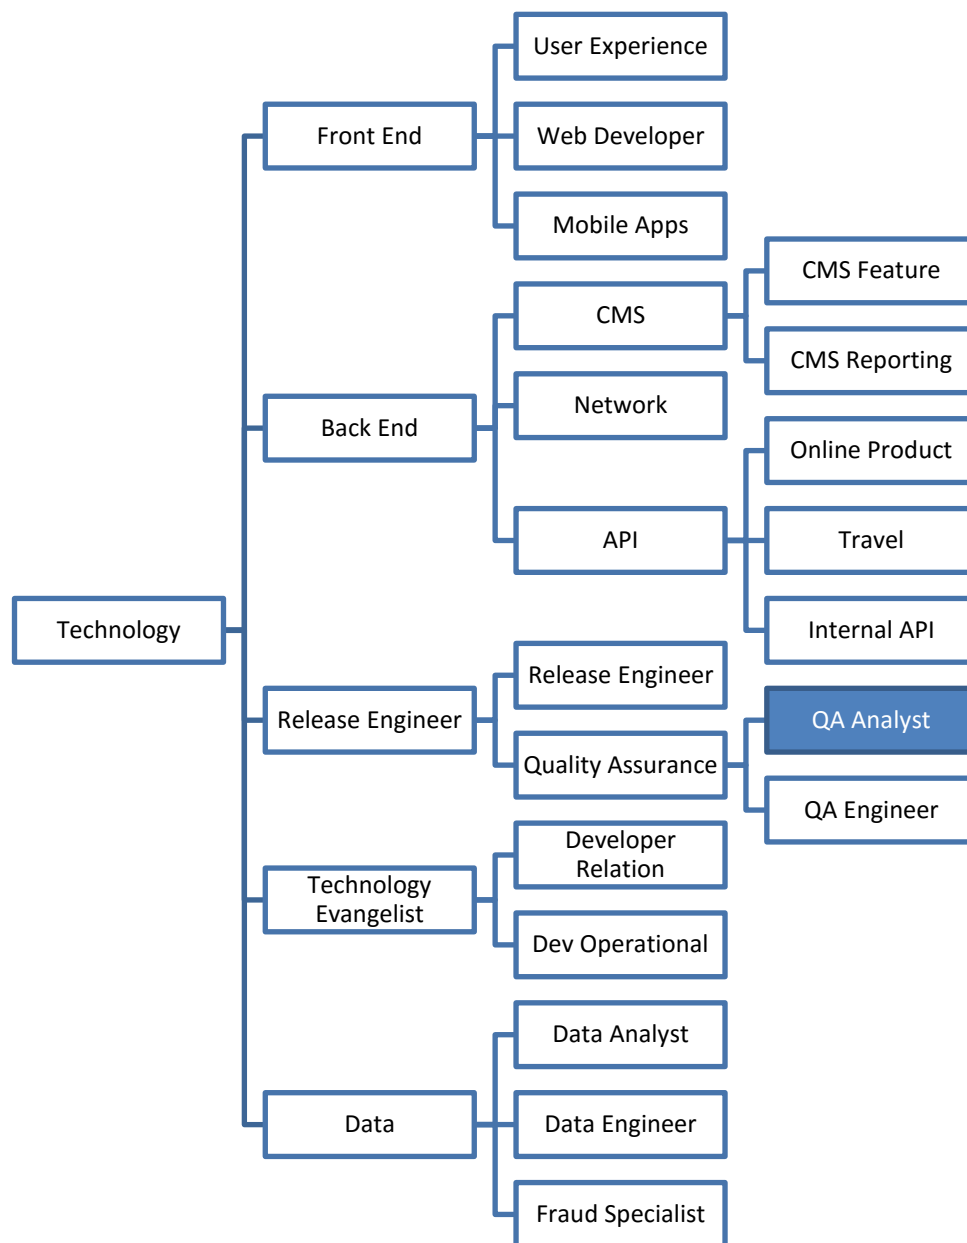 User Experience
Front End
Web Developer
Mobile Apps
CMS Feature
CMS
CMS Reporting
Network
Back End
Online Product
API
Travel
Internal API
Technology
Release Engineer
Release Engineer
QA Analyst
Quality Assurance
QA Engineer
Developer
Relation
Technology
Evangelist
Dev Operational
Data Analyst
Data
Data Engineer
Fraud Specialist